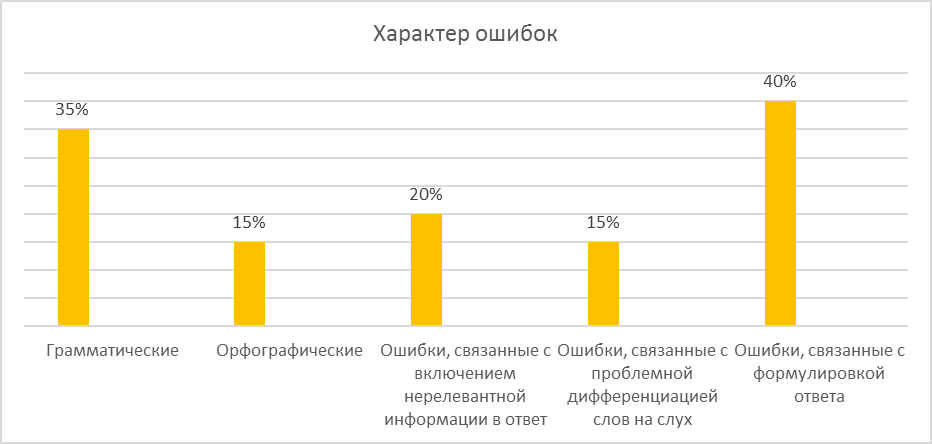 Характер ошибок
35%
15%
20%
15%
40%
Грамматические
Орфографические
Ошибки, связанные с
включением
нерелевантной
информации в ответ
Ошибки, связанные с
проблемной
дифференциацией
слов на слух
Ошибки, связанные с
формулировкой
ответа